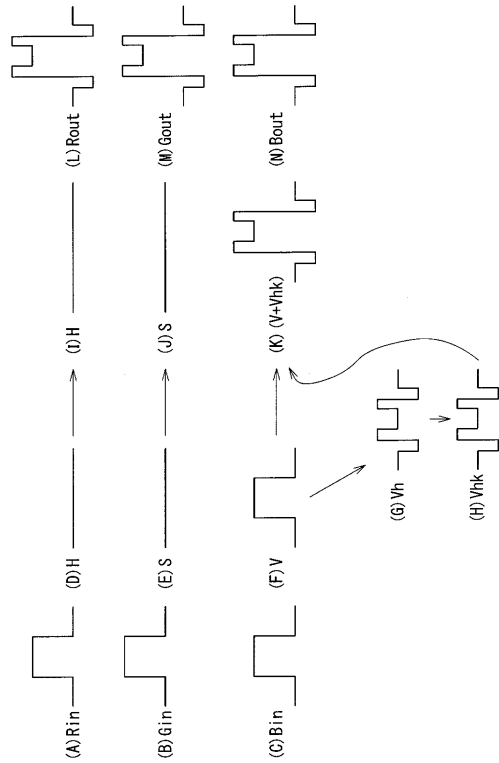 (A)Rin
(B)Gin
(C)Bin
(D)H
(E)S
(F)V
(G)Vh
(H)Vhk
(I)H
(J)S
(K)(V+Vhk)
(L)Rout
(M)Gout
(N)Bout